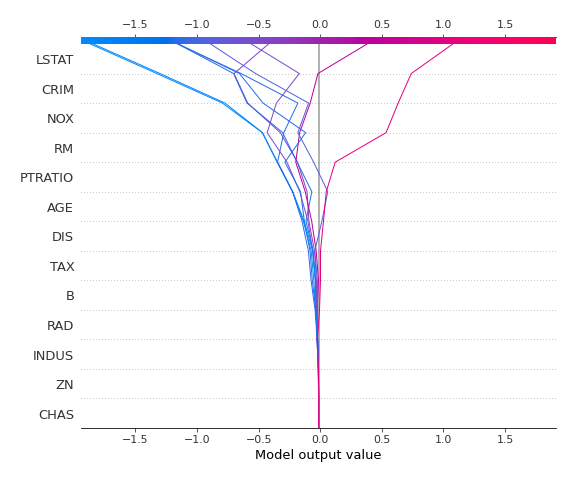 −1.5 −1.0 −0.5 0.0 0.5 1.0 1.5
LSTAT
CRIM
NOX
RM
PTRATIO
AGE
DIS
TAX
B
RAD
INDUS
ZN
CHAS
−1.5 −1.0 −0.5 0.0 0.5 1.0 1.5
Model output value